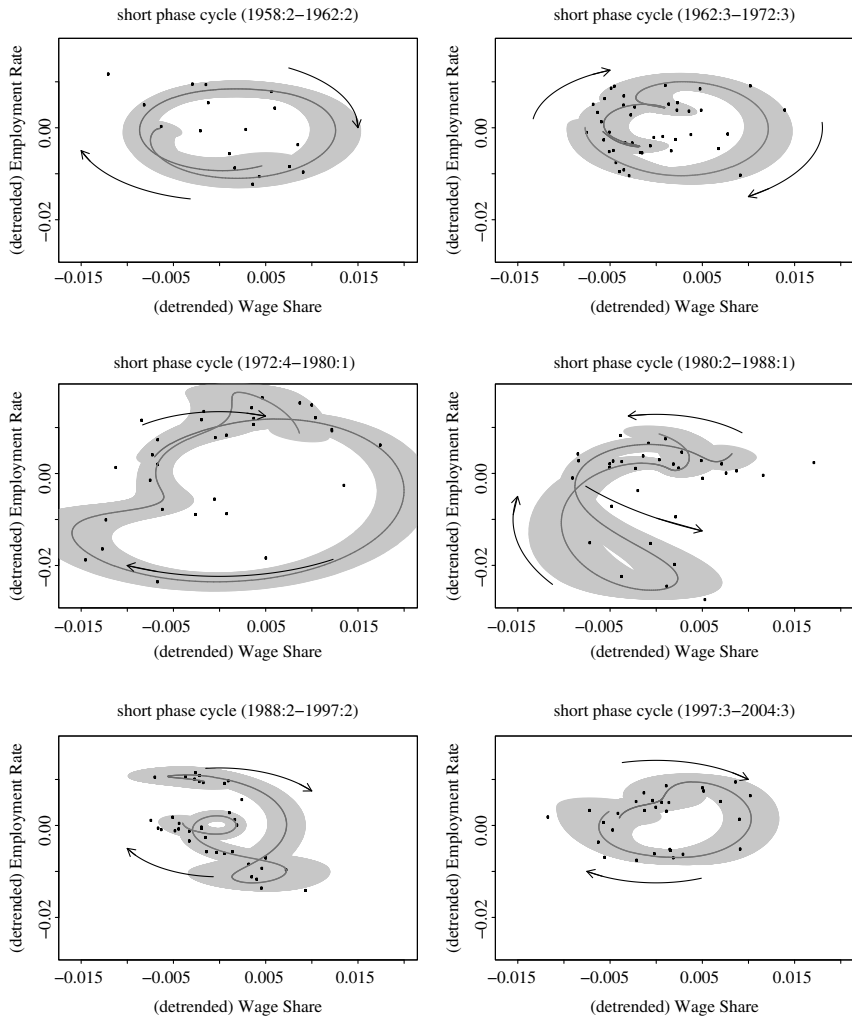 short phase cycle (1958:2−1962:2)
(detrended) Employment Rate
0.00
−0.02
−0.015
−0.005
0.005
0.015
(detrended) Wage Share
short phase cycle (1962:3−1972:3)
(detrended) Employment Rate
0.00
−0.02
−0.015
−0.005
0.005
0.015
(detrended) Wage Share
short phase cycle (1972:4−1980:1)
(detrended) Employment Rate
0.00
−0.02
−0.015
−0.005
0.005
0.015
(detrended) Wage Share
short phase cycle (1980:2−1988:1)
(detrended) Employment Rate
0.00
−0.02
−0.015
−0.005
0.005
0.015
(detrended) Wage Share
short phase cycle (1988:2−1997:2)
(detrended) Employment Rate
0.00
−0.02
−0.015
−0.005
0.005
0.015
(detrended) Wage Share
short phase cycle (1997:3−2004:3)
(detrended) Employment Rate
0.00
−0.02
−0.015
−0.005
0.005
0.015
(detrended) Wage Share